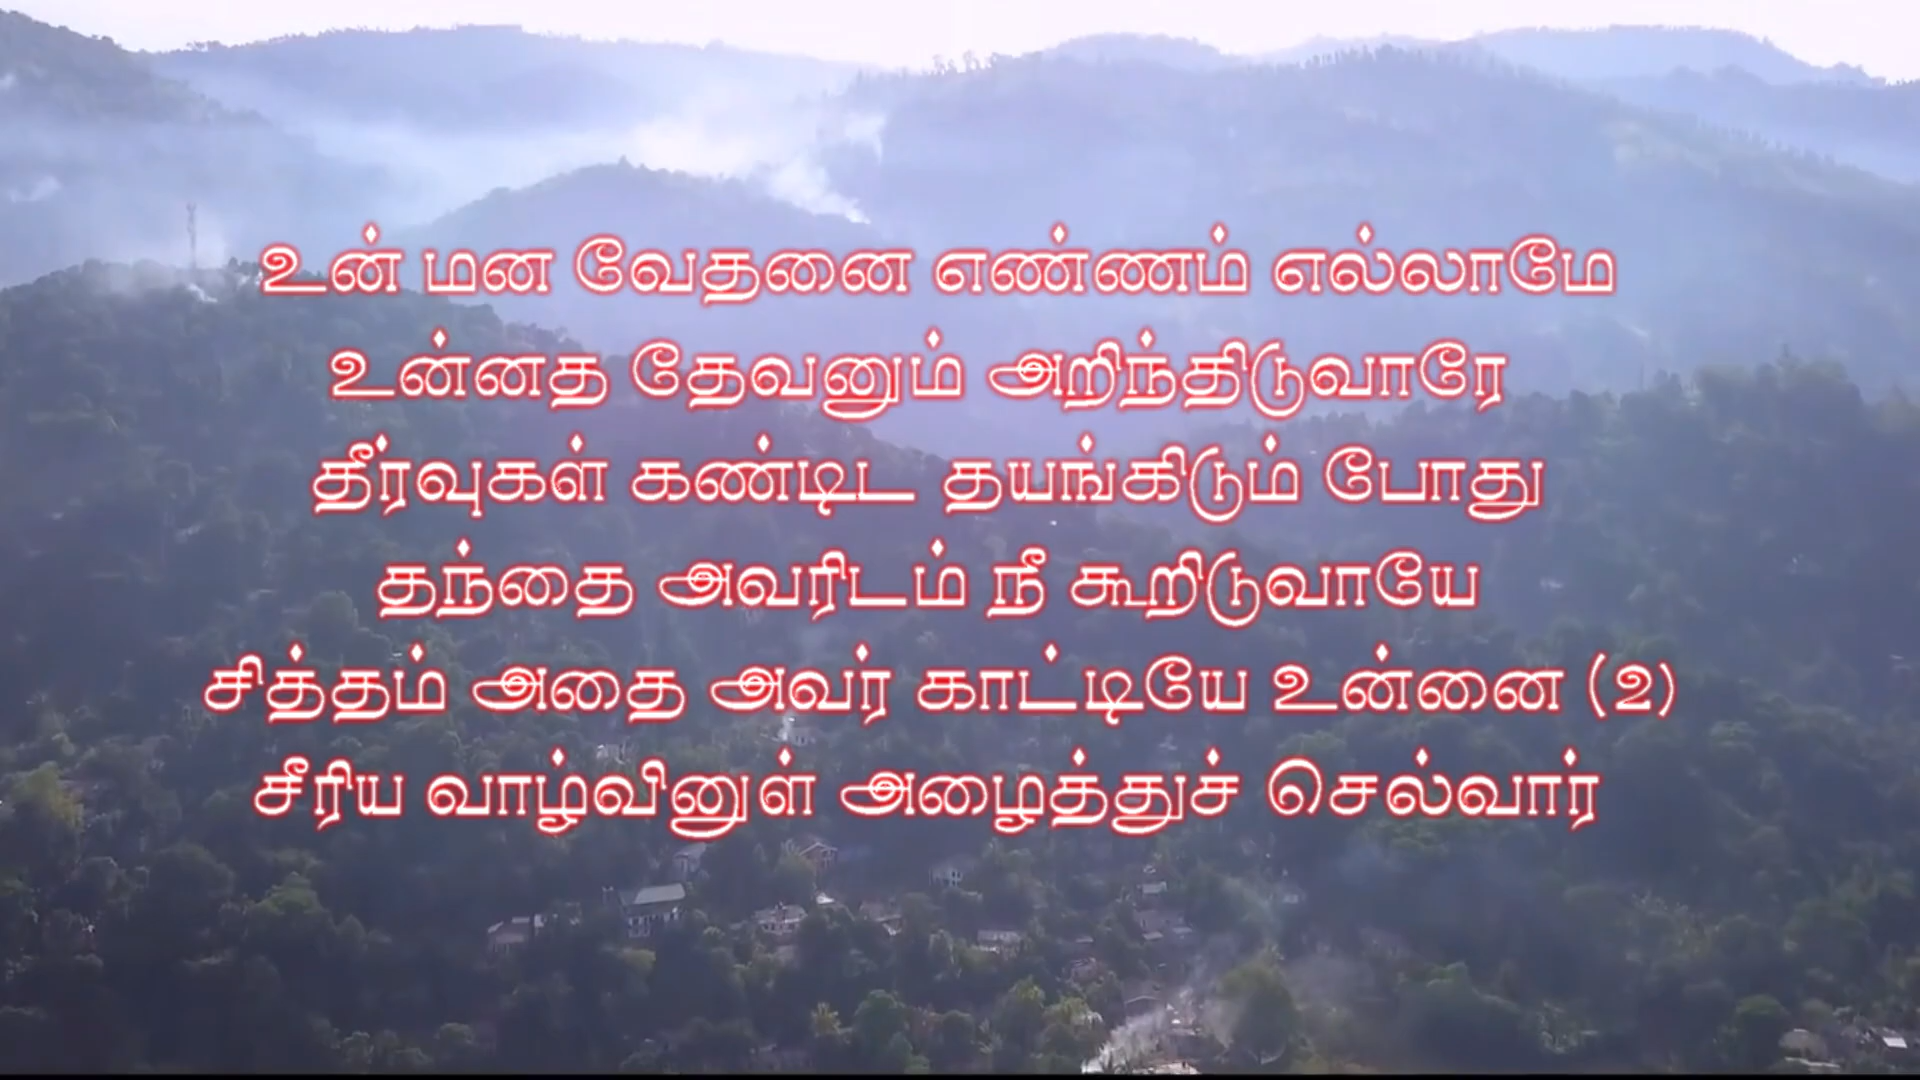 உன் மன வேதனை எண்ணம் எல்லாமே
உன்னத தேவனும் அறிந்திடுவாரே
தீர்வுகள் கண்டிட தயங்கிடும் போது
தந்தை அவரிடம் நீ கூறிடுவாயே
சித்தம் அதை அவர் காட்டியே உன்னை (2)
சீரிய வாழ்வினுள் அழைத்துச் செல்வார்